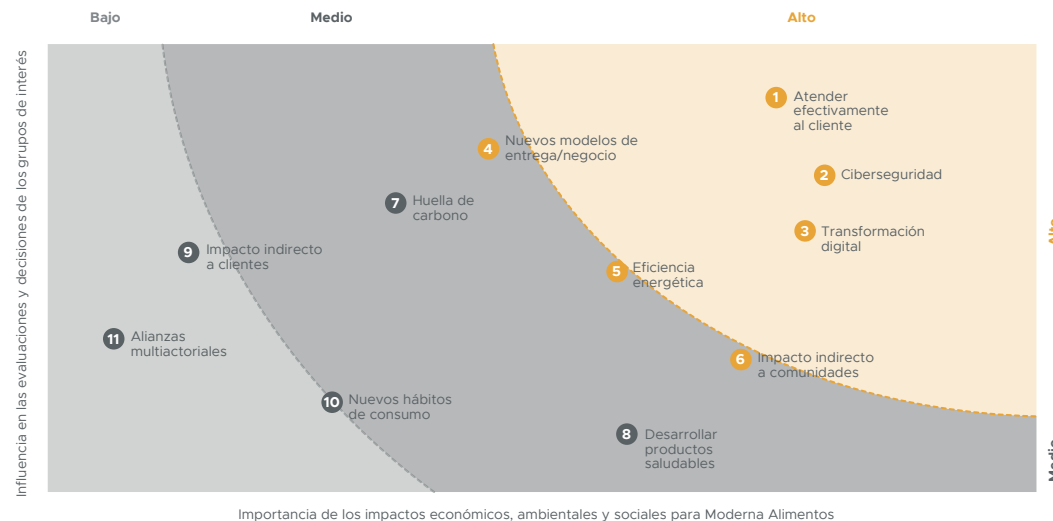 Bajo
Medio
Alto
Influencia en las evaluaciones y decisiones de los grupos de interés
1
Atender
efectivamente
al cliente
4
Nuevos modelos de
entrega/negocio
2
Ciberseguridad
7
Huella de
carbono
3
Transformación
digital
Alto
9
Impacto indirecto
a clientes
5
Eficiencia
energética
11
Alianzas
multiactoriales
6
Impacto indirecto
a comunidades
10
Nuevos hábitos
de consumo
8
Desarrollar
productos
saludables
Medio
Importancia de los impactos económicos, ambientales y sociales para Moderna Alimentos